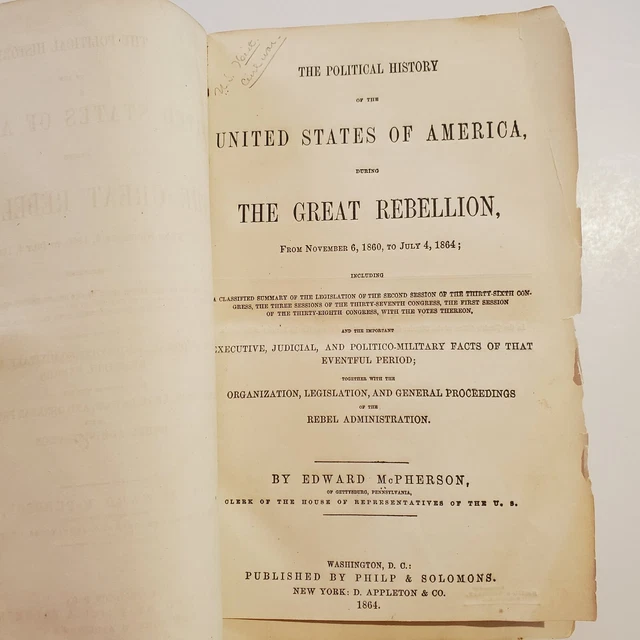 U.S. Hist.
Civil war.
THE POLITICAL HISTORY
OF THE
UNITED STATES OF AMERICA,
DURING
THE GREAT REBELLION,
FROM NOVEMBER 6, 1860, TO JULY 4, 1864;
INCLUDING
A CLASSIFIED SUMMARY OF THE LEGISLATION OF THE SECOND SESSION OF THE THIRTY-SIXTH CON-
GRESS, THE THREE SESSIONS OF THE THIRTY-SEVENTH CONGRESS, THE FIRST SESSION
OF THE THIRTY-EIGHTH CONGRESS, WITH THE VOTES THEREON,
AND THE IMPORTANT
EXECUTIVE, JUDICIAL, AND POLITICO-MILITARY FACTS OF THAT
EVENTFUL PERIOD;
TOGETHER WITH THE
ORGANIZATION, LEGISLATION, AND GENERAL PROCEEDINGS
OF THE
REBEL ADMINISTRATION.
BY EDWARD McPHERSON,
OF GETTYSBURG, PENNSYLVANIA,
CLERK OF THE HOUSE OF REPRESENTATIVES OF THE U. S.
WASHINGTON, D. C.:
PUBLISHED BY PHILP & SOLOMONS.
NEW YORK: D. APPLETON & CO.
1864.